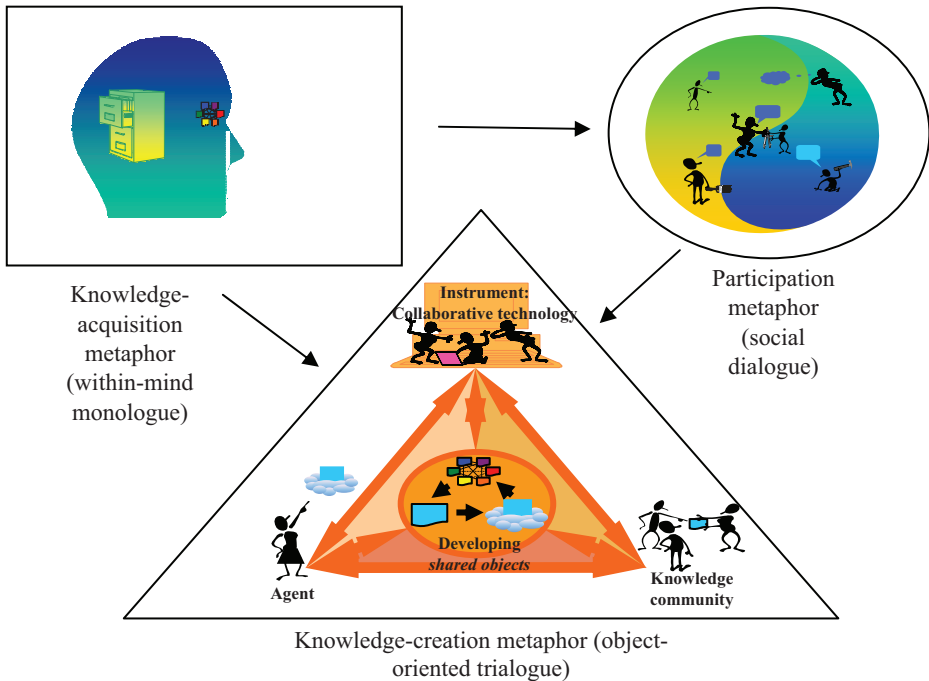 Knowledge-
acquisition
metaphor
(within-mind
monologue)
Participation
metaphor
(social
dialogue)
Instrument:
Collaborative technology
Developing
shared objects
Agent
Knowledge
community
Knowledge-creation metaphor (object-
oriented trialogue)